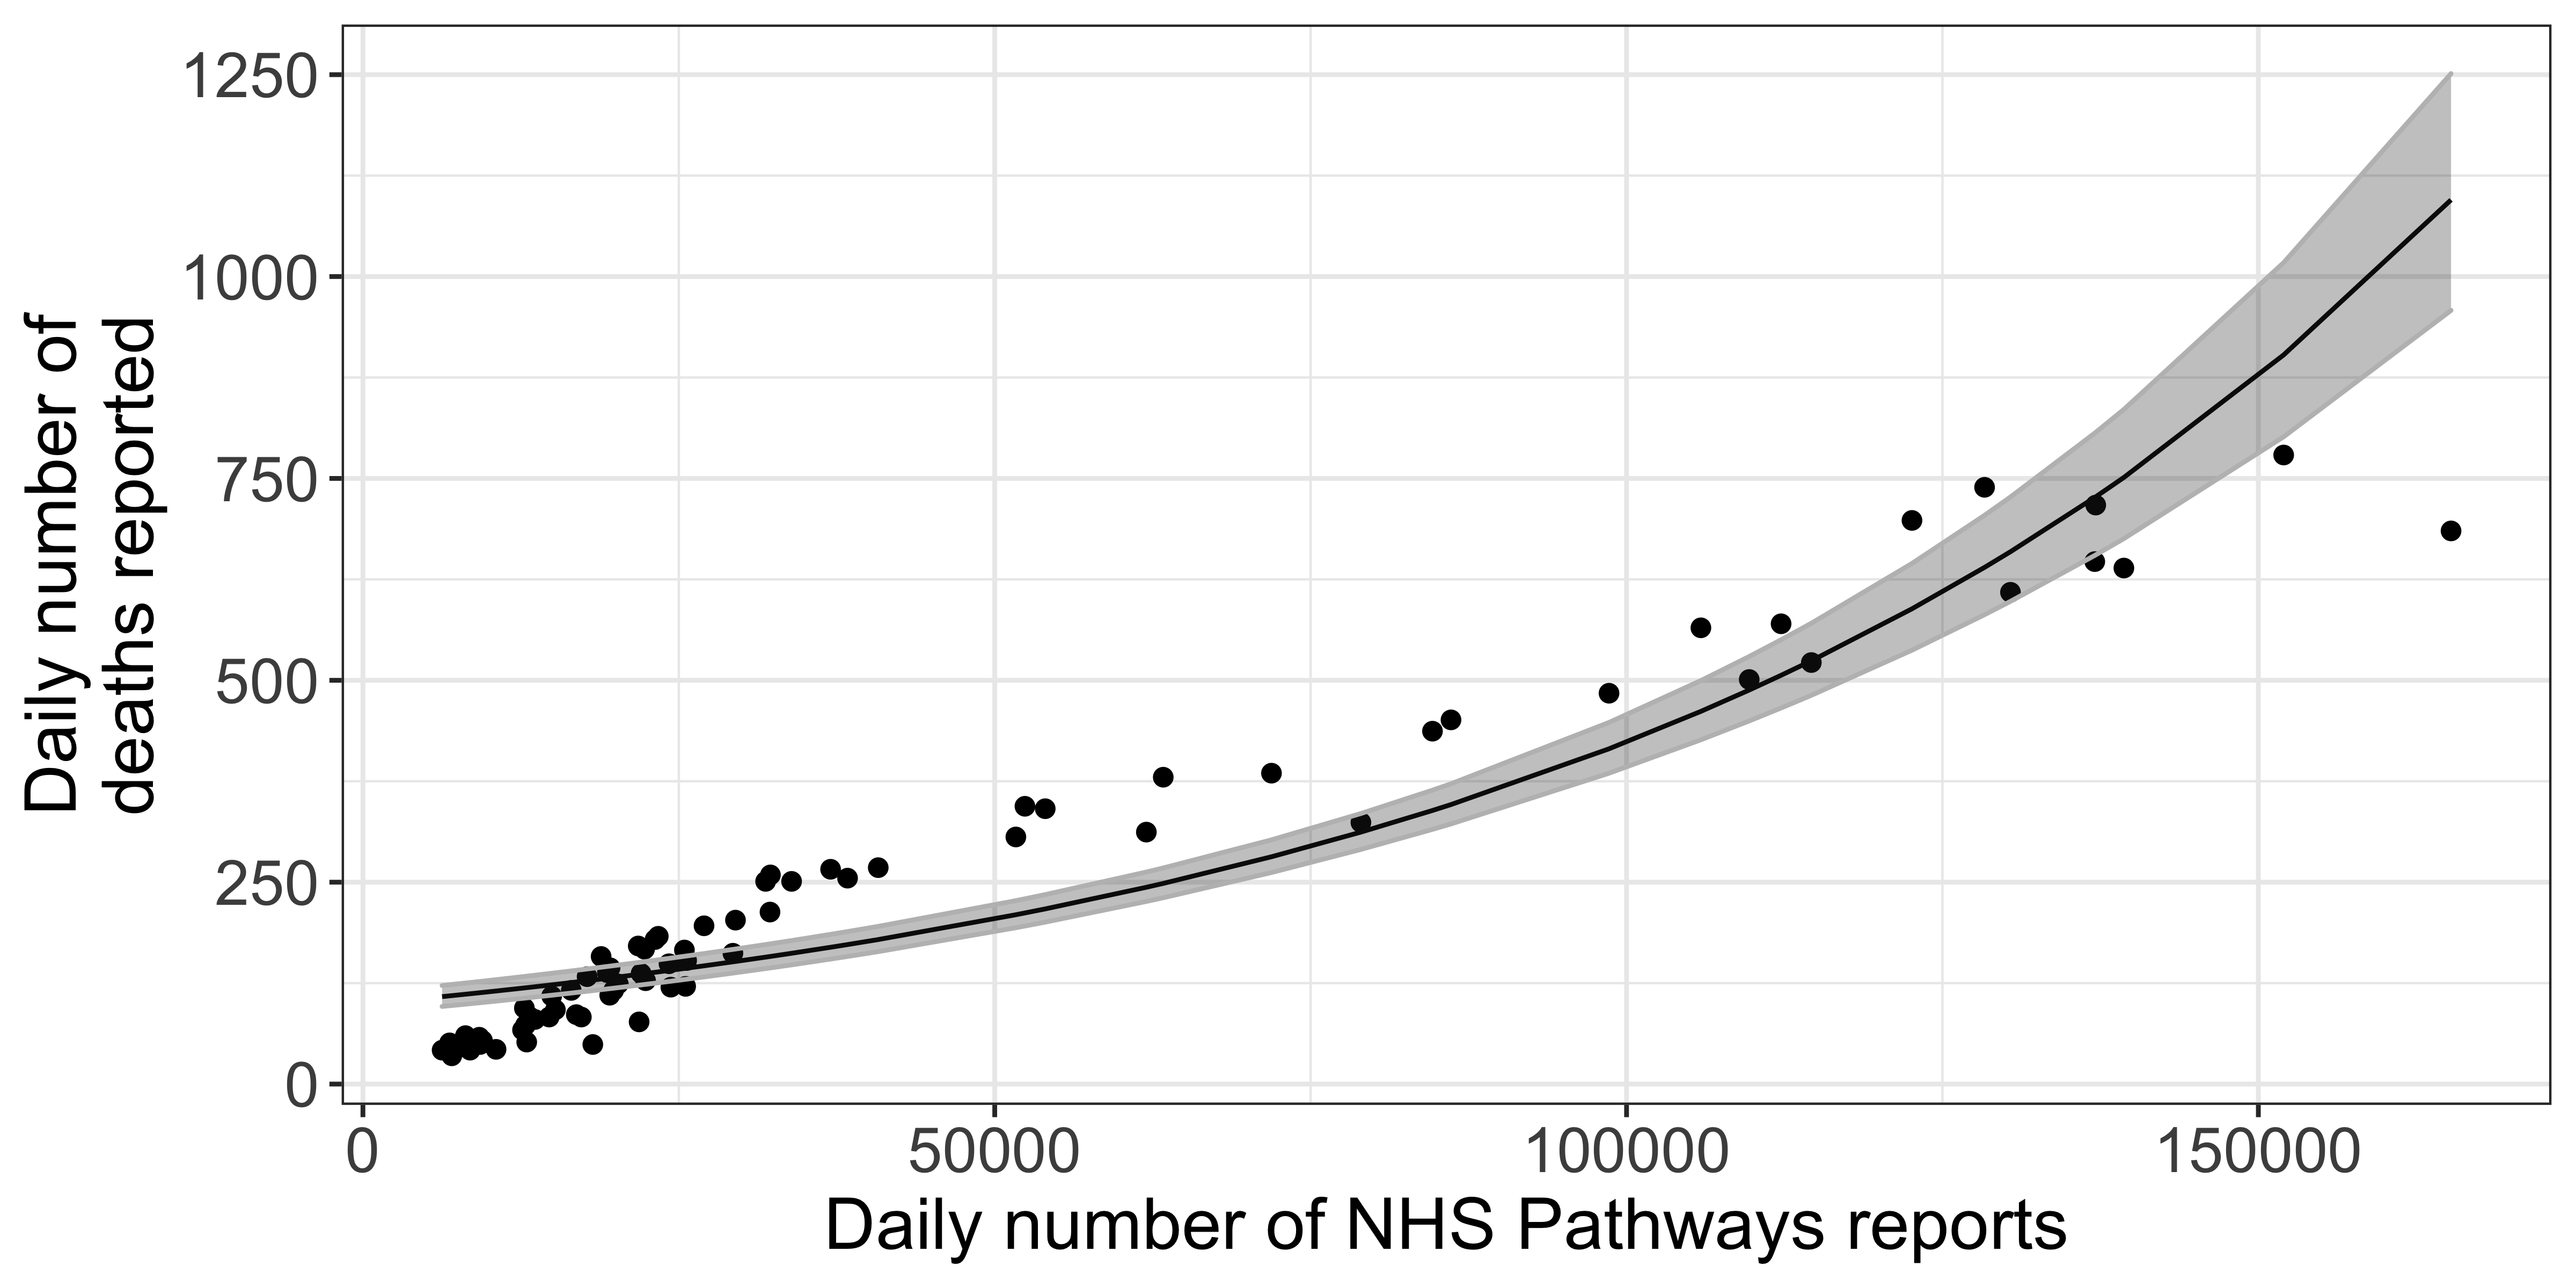 Daily number of
deaths reported
1250
1000
750
500
250
0
0 50000 100000 150000
Daily number of NHS Pathways reports